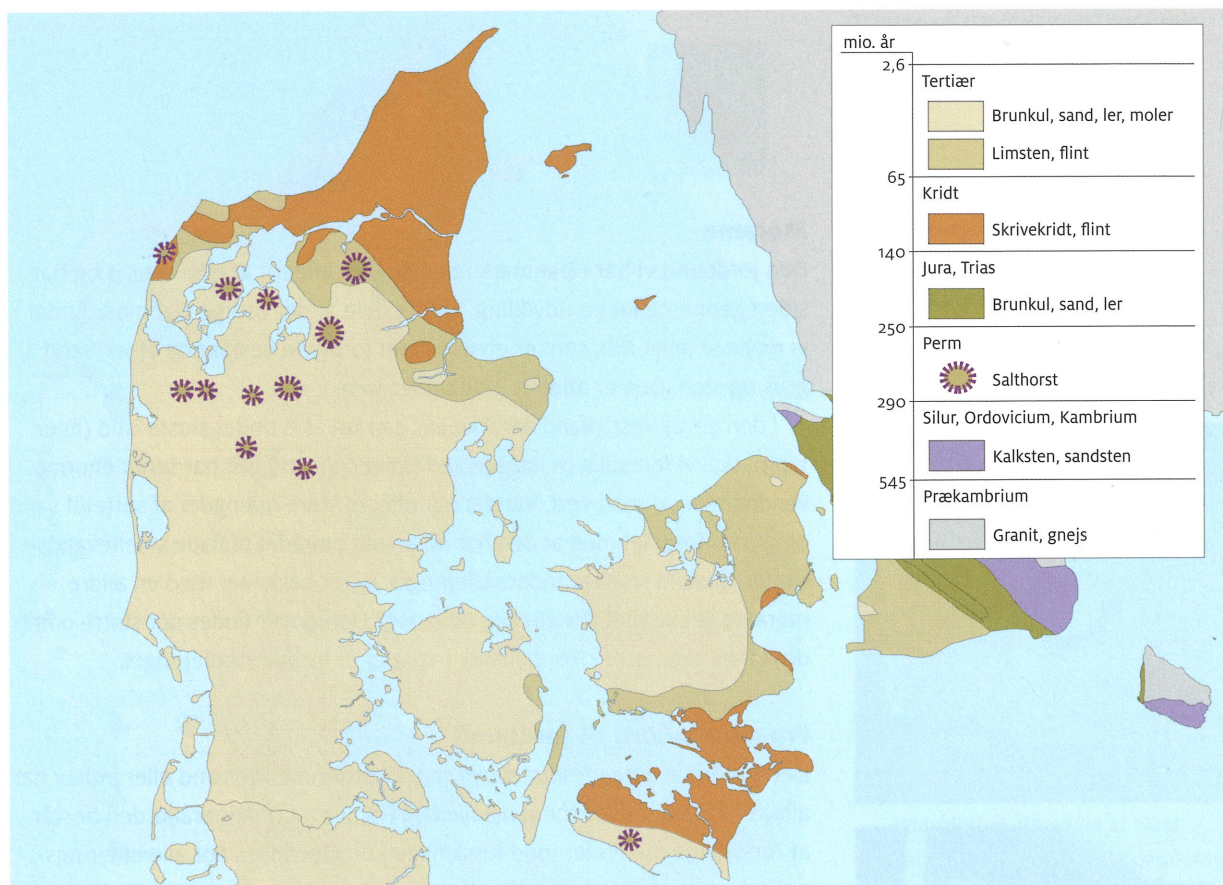 mio. år
2,6
Tertiær
Brunkul, sand, ler, moler
Limsten, flint
65
Kridt
Skrivekridt, flint
140
Jura, Trias
Brunkul, sand, ler
250
Perm
Salthorst
290
Silur, Ordovicium, Kambrium
Kalksten, sandsten
545
Prækambrium
Granit, gnejs